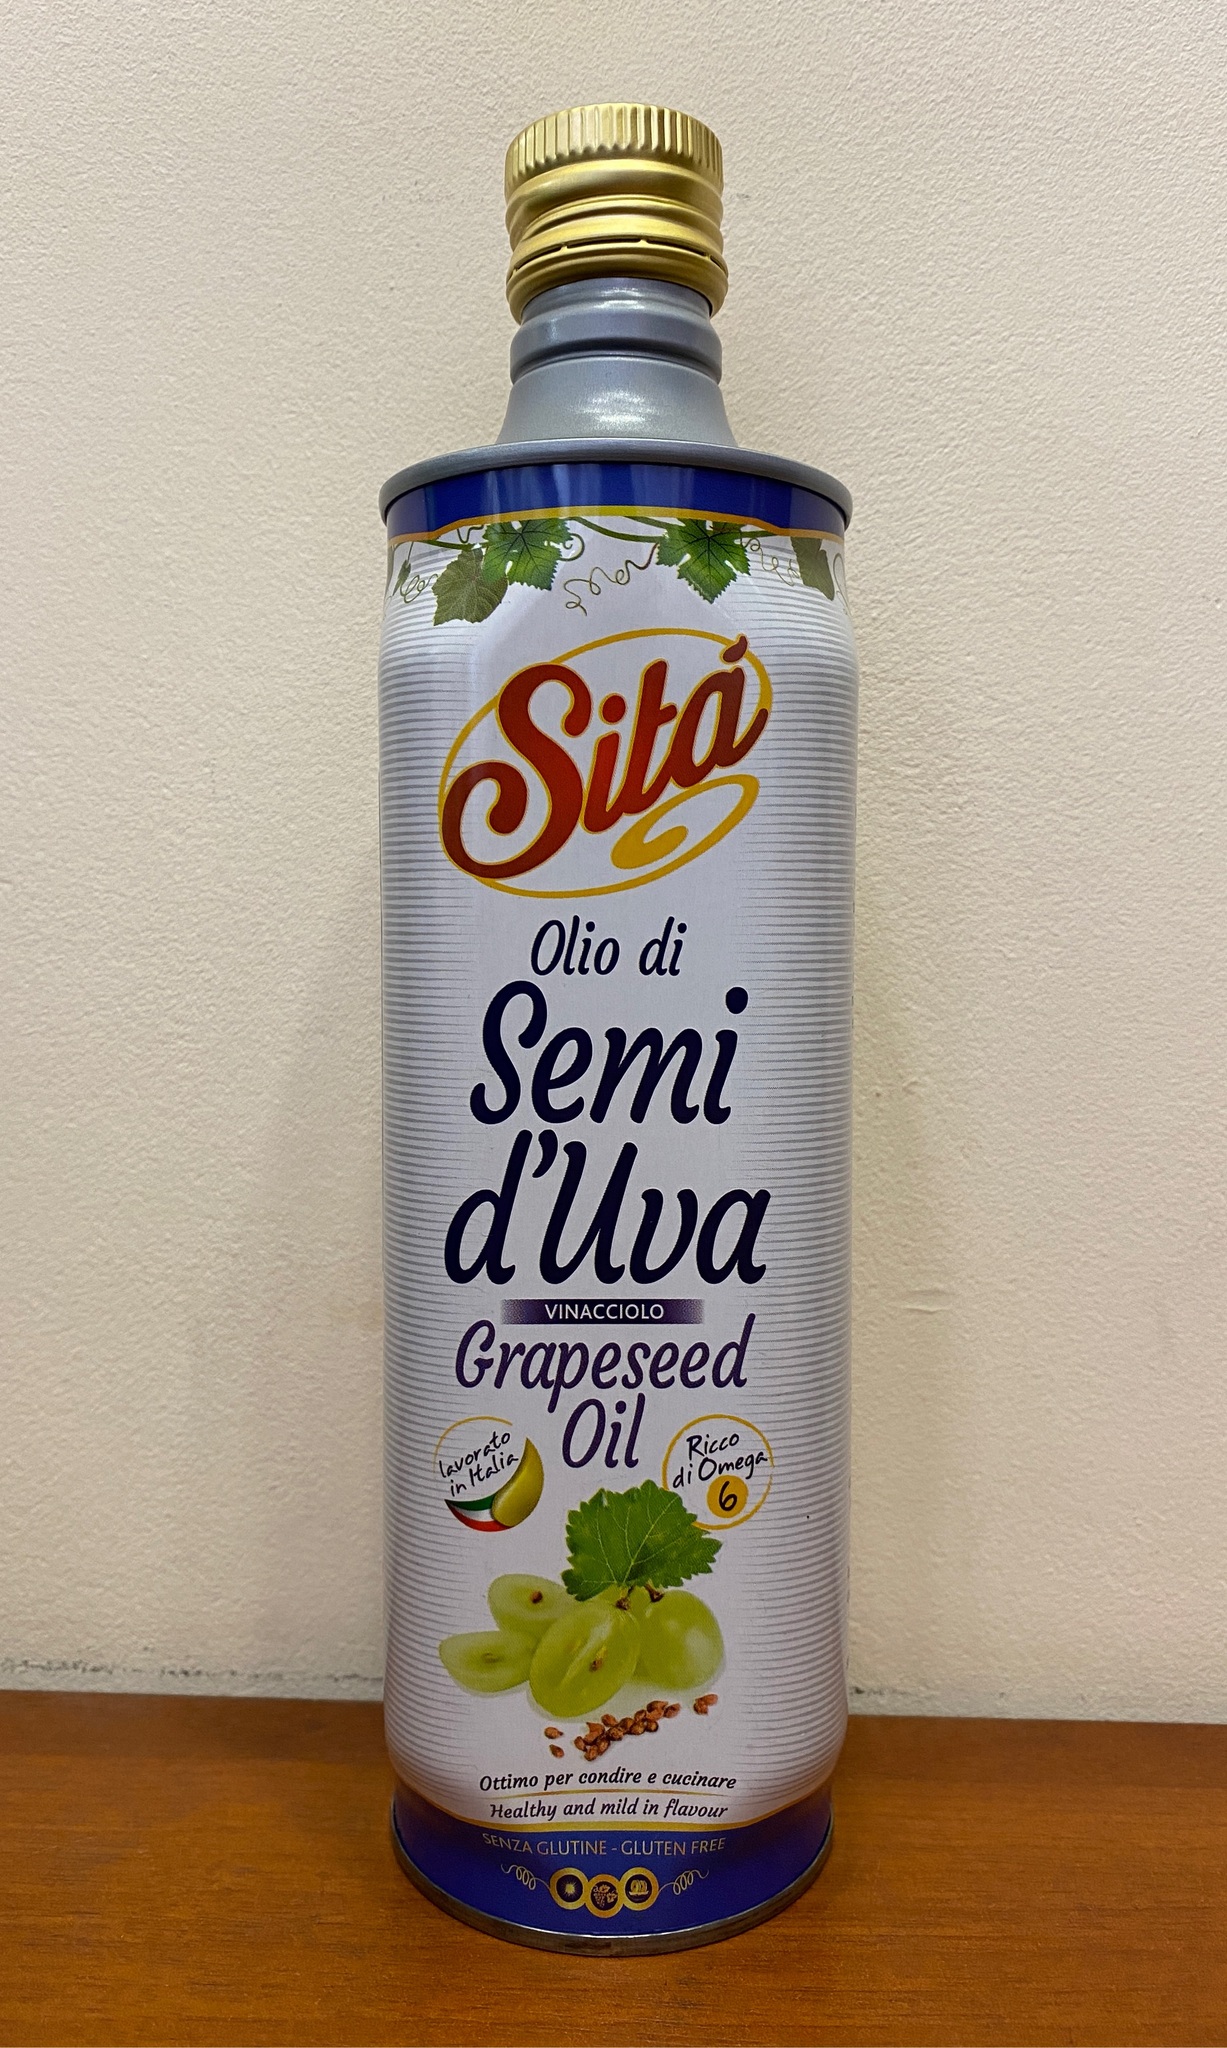 Sitá
Olio di
Semi
d'Uva
VINACCIOLO
Grapeseed
Oil
lavorato
in Italia
Ricco
di Omega
6
Ottimo per condire e cucinare
Healthy and mild in flavour
SENZA GLUTINE - GLUTEN FREE